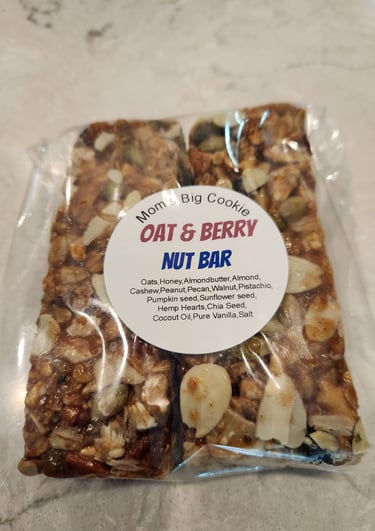 Mom's Big Cookie
OAT & BERRY
NUT BAR
Oats,Honey,Almondbutter,Almond,
Cashew,Peanut,Pecan,Walnut,Pistachio,
Pumpkin seed,Sunflower seed,
Hemp Hearts,Chia Seed,
Cocout Oil,Pure Vanilla,Salt